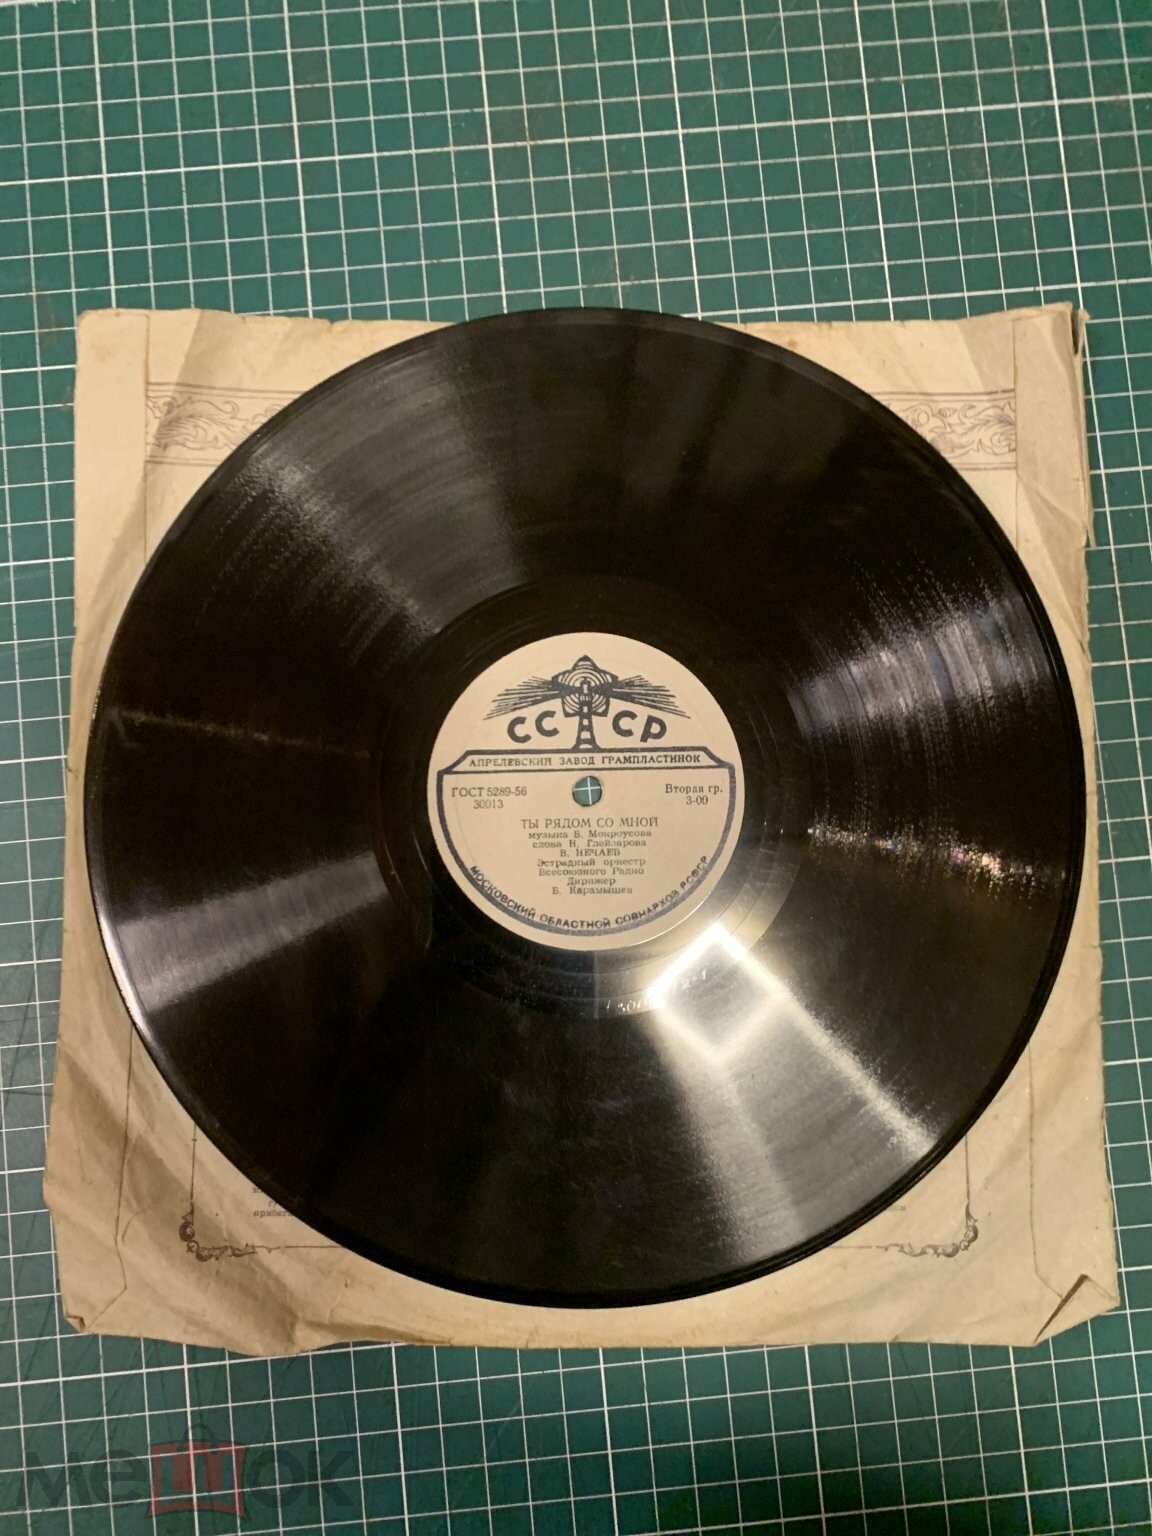 СССР
АПРЕЛЕВСКИЙ ЗАВОД ГРАМПЛАСТИНОК
ГОСТ 5289-56
30013
Вторая гр.
3-00
ТЫ РЯДОМ СО МНОЙ
музыка Б. Мокроусова
слова Н. Глейзарова
В. НЕЧАЕВ
Эстрадный оркестр
Всесоюзного Радио
Дирижер
Б. Карамышев
МОСКОВСКИЙ ОБЛАСТНОЙ СОВНАРХОЗ РСФСР
мешок